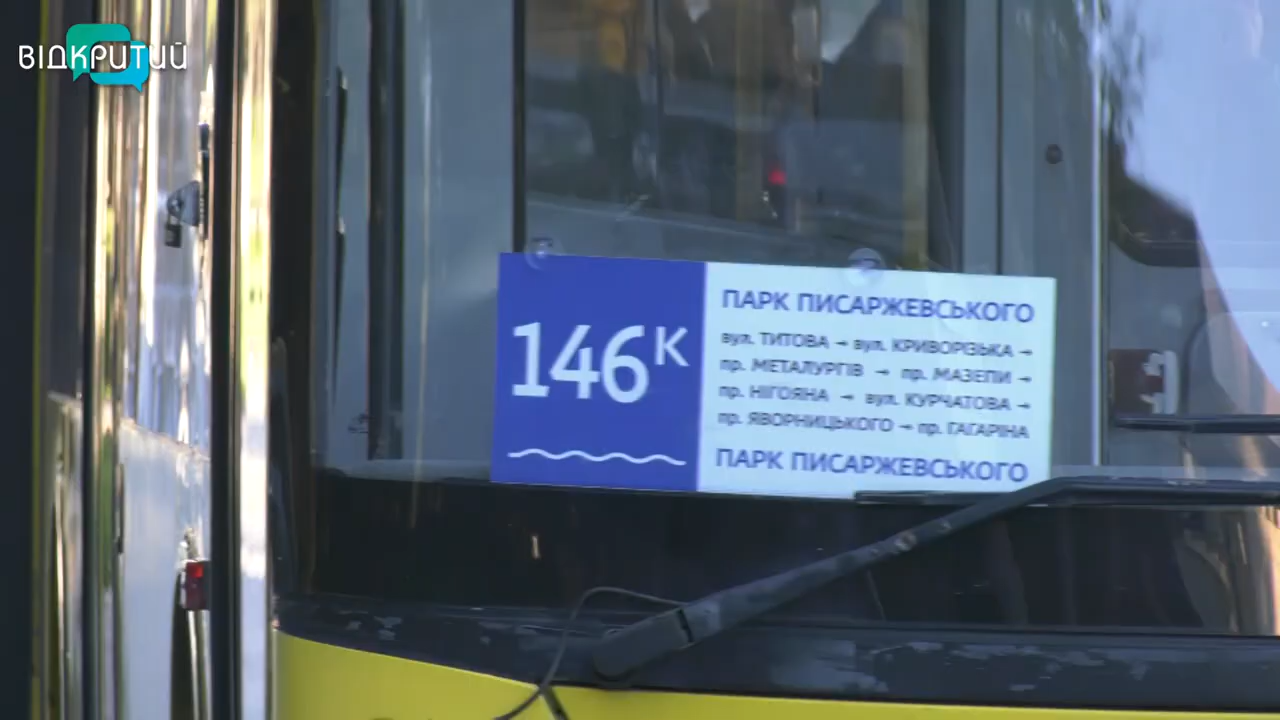 ВІДКРИТИЙ
146К
ПАРК ПИСАРЖЕВСЬКОГО
вул. ТИТОВА → вул. КРИВОРІЗЬКА →
пр. МЕТАЛУРГІВ → пр. МАЗЕПИ →
пр. НІГОЯНА → вул. КУРЧАТОВА →
пр. ЯВОРНИЦЬКОГО → пр. ГАГАРІНА
ПАРК ПИСАРЖЕВСЬКОГО